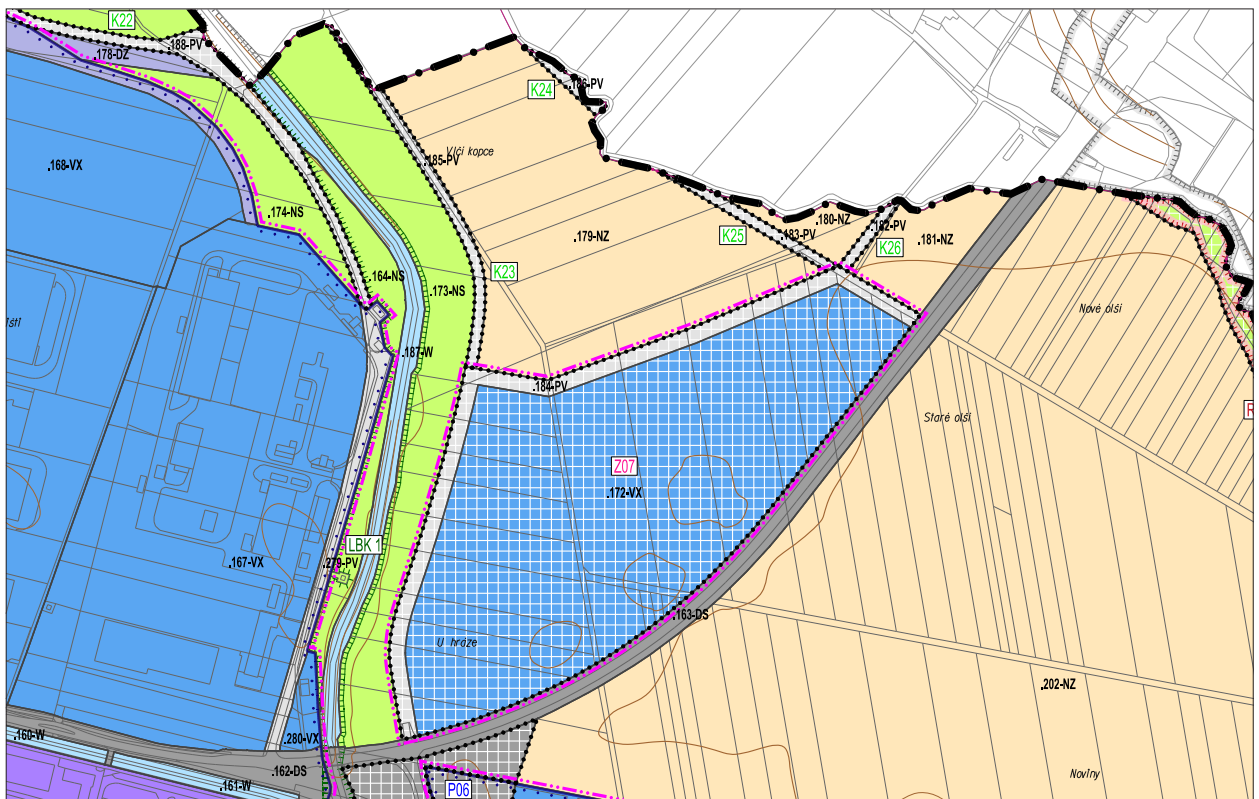 K22
.188-PV
.178-DZ
K24
.186-PV
Vlčí kopce
.185-PV
.168-VX
.174-NS
.180-NZ
.182-PV
K25
.183-PV
.179-NZ
K26
.181-NZ
K23
.164-NS
.173-NS
Nové olší
.187-W
.184-PV
Staré olší
R
Z07
.172-VX
LBK 1
.167-VX
.279-PV
.163-DS
U hráze
.202-NZ
.160-W
.280-VX
.162-DS
Noviny
.161-W
P06